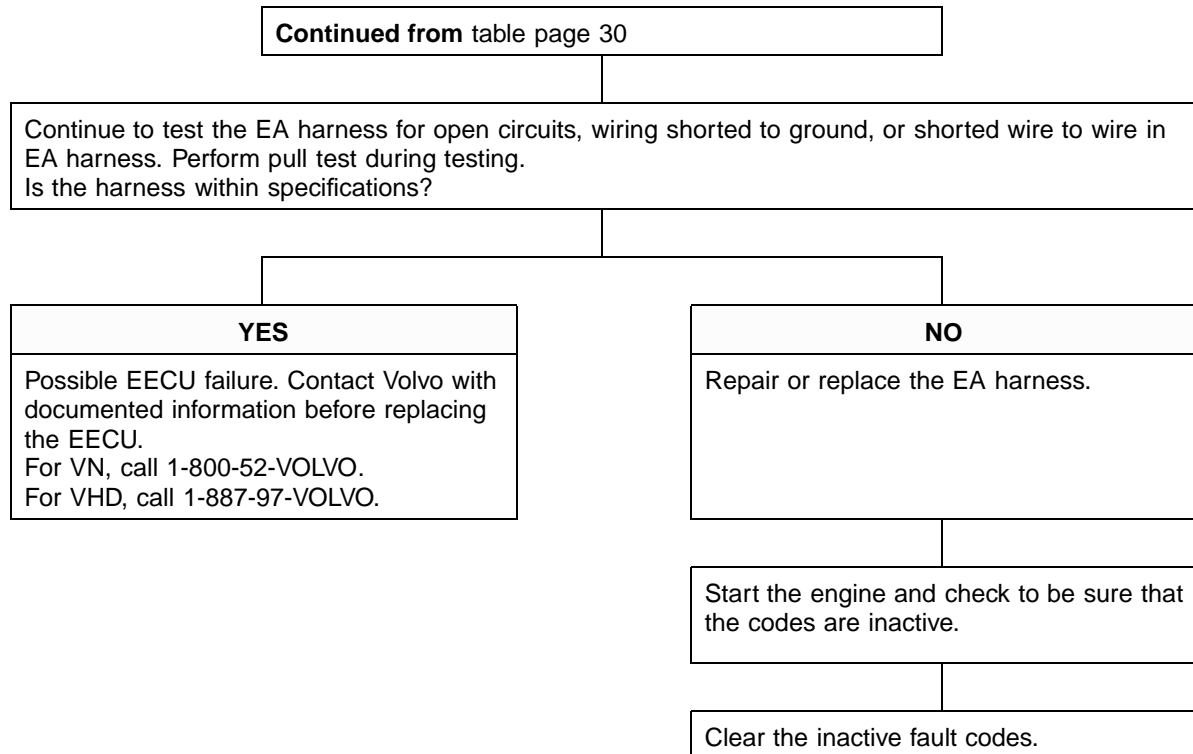 Continued from table page 30
Continue to test the EA harness for open circuits, wiring shorted to ground, or shorted wire to wire in
EA harness. Perform pull test during testing.
Is the harness within specifications?
YES
Possible EECU failure. Contact Volvo with
documented information before replacing
the EECU.
For VN, call 1-800-52-VOLVO.
For VHD, call 1-887-97-VOLVO.
NO
Repair or replace the EA harness.
Start the engine and check to be sure that
the codes are inactive.
Clear the inactive fault codes.